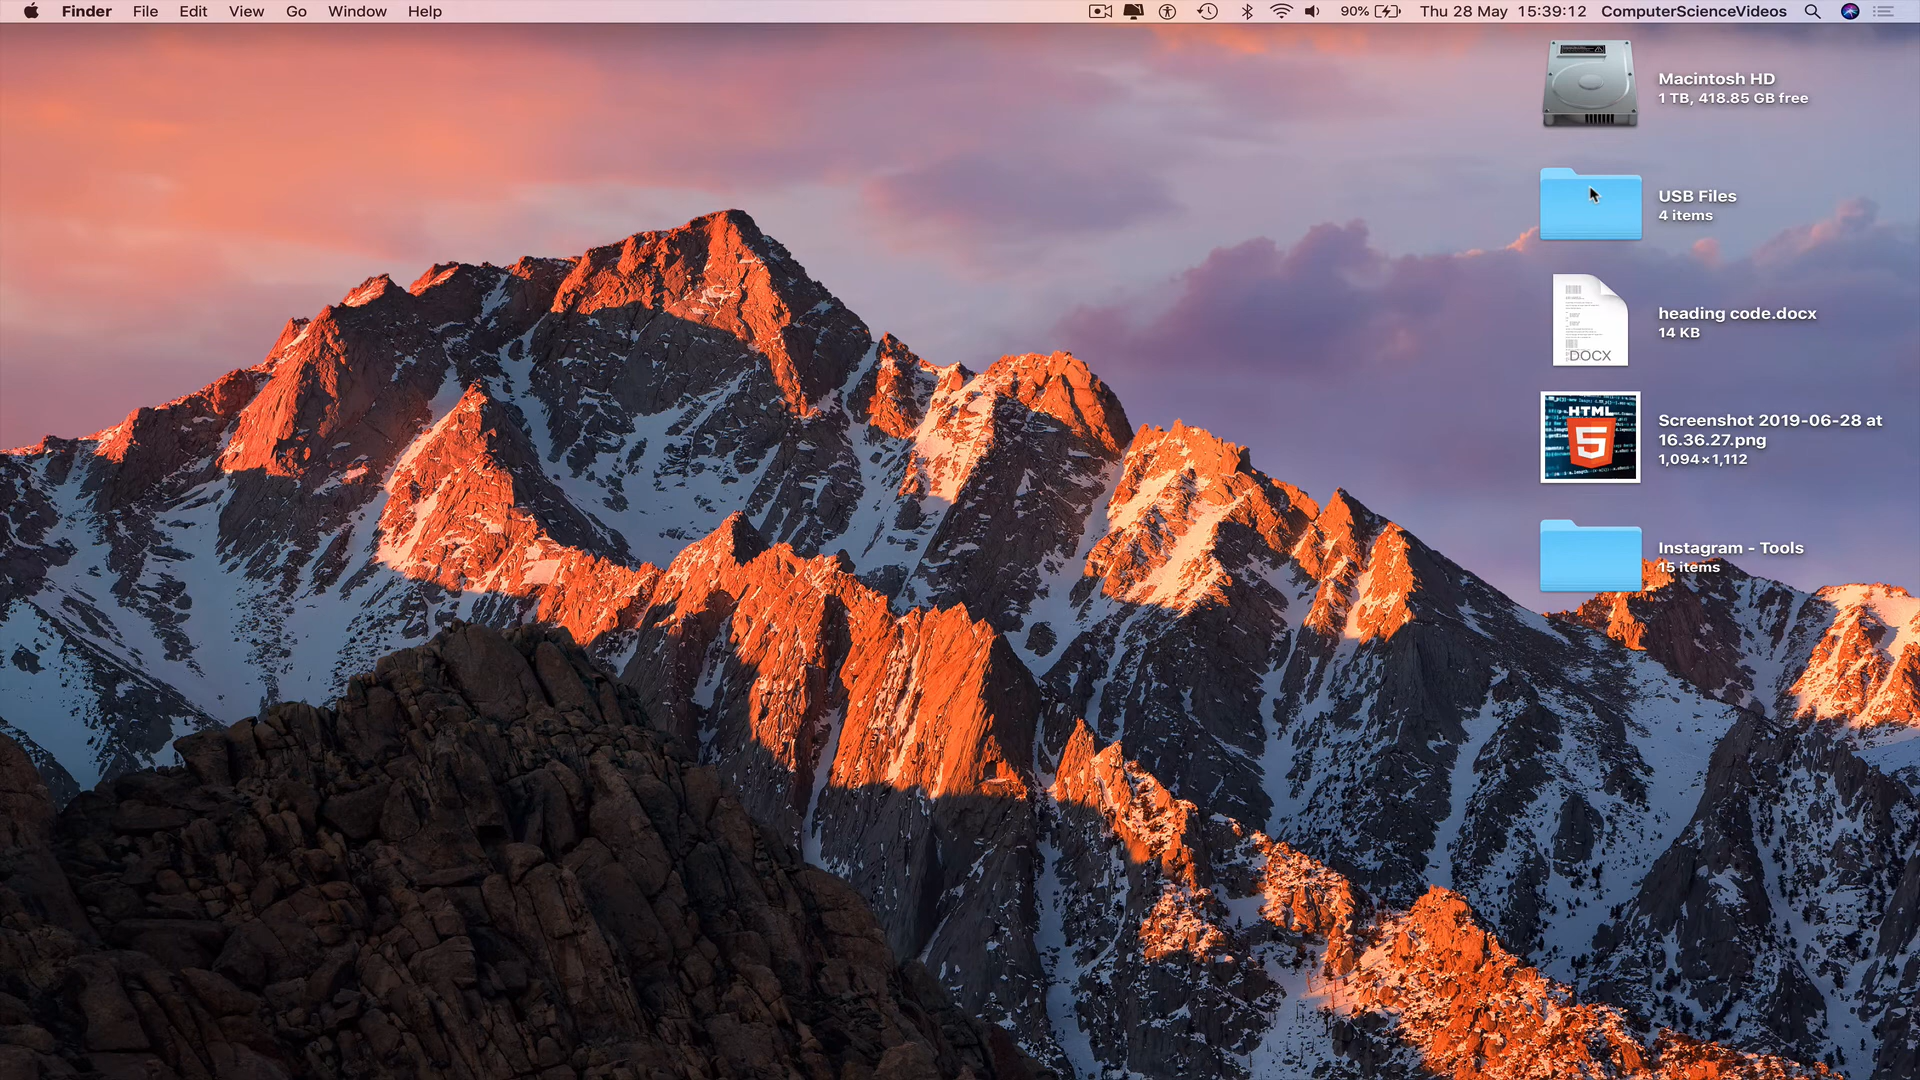 Finder File Edit View Go Window Help 90% Thu 28 May 15:39:12 ComputerScienceVideos
Macintosh HD
1 TB, 418.85 GB free
USB Files
4 items
DOCX
heading code.docx
14 KB
HTML
5
Screenshot 2019-06-28 at
16.36.27.png
1,094×1,112
Instagram - Tools
15 items